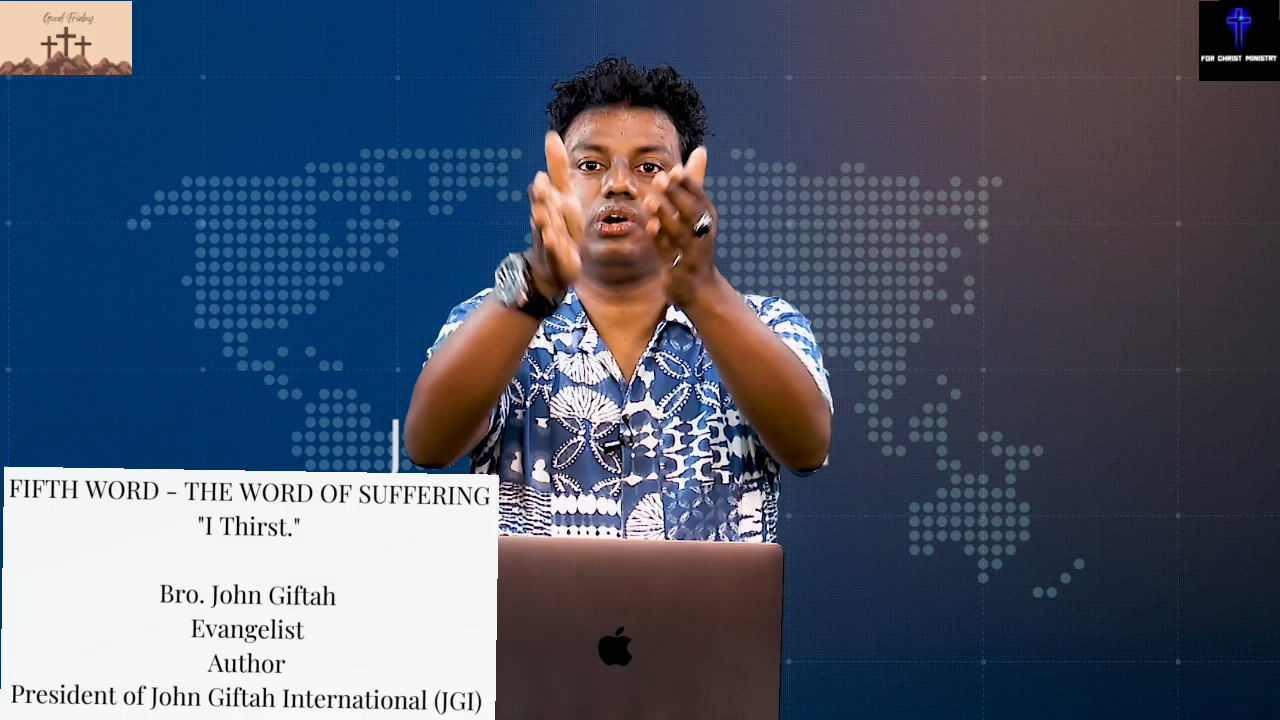 Good Friday
FOR CHRIST MINISTRY
J
FIFTH WORD - THE WORD OF SUFFERING
"I Thirst."
Bro. John Giftah
Evangelist
Author
President of John Giftah International (JGI)